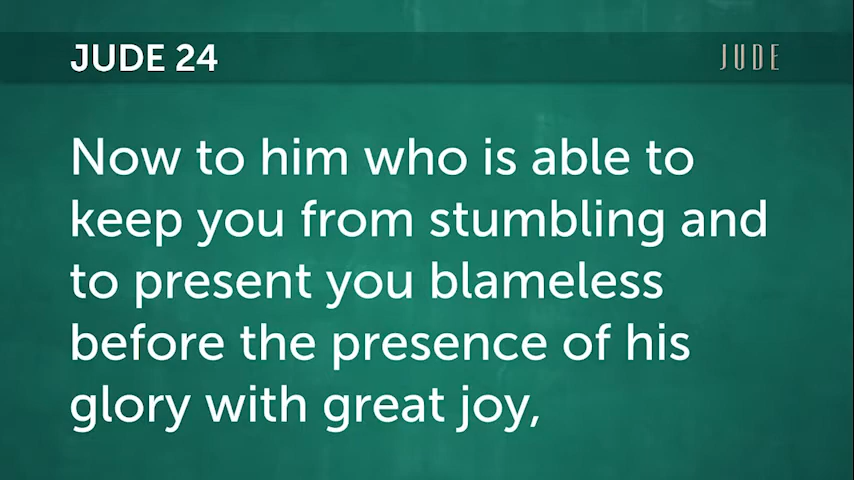 JUDE 24
JUDE
Now to him who is able to
keep you from stumbling and
to present you blameless
before the presence of his
glory with great joy,